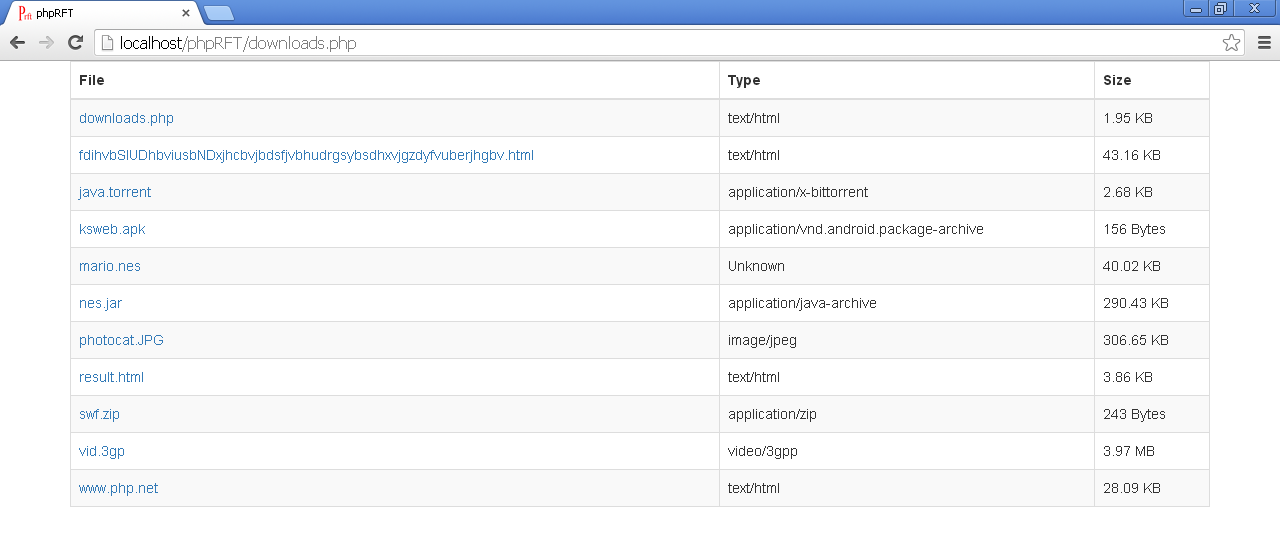 Prft phpRFT
localhost/phpRFT/downloads.php
File Type Size
downloads.php text/html 1.95 KB
fdihvbSIUDhbviusbNDxjhcbvjbdsfjvbhudrgsybsdhxvjgzdyfvuberjhgbv.html text/html 43.16 KB
java.torrent application/x-bittorrent 2.68 KB
ksweb.apk application/vnd.android.package-archive 156 Bytes
mario.nes Unknown 40.02 KB
nes.jar application/java-archive 290.43 KB
photocat.JPG image/jpeg 306.65 KB
result.html text/html 3.86 KB
swf.zip application/zip 243 Bytes
vid.3gp video/3gpp 3.97 MB
www.php.net text/html 28.09 KB